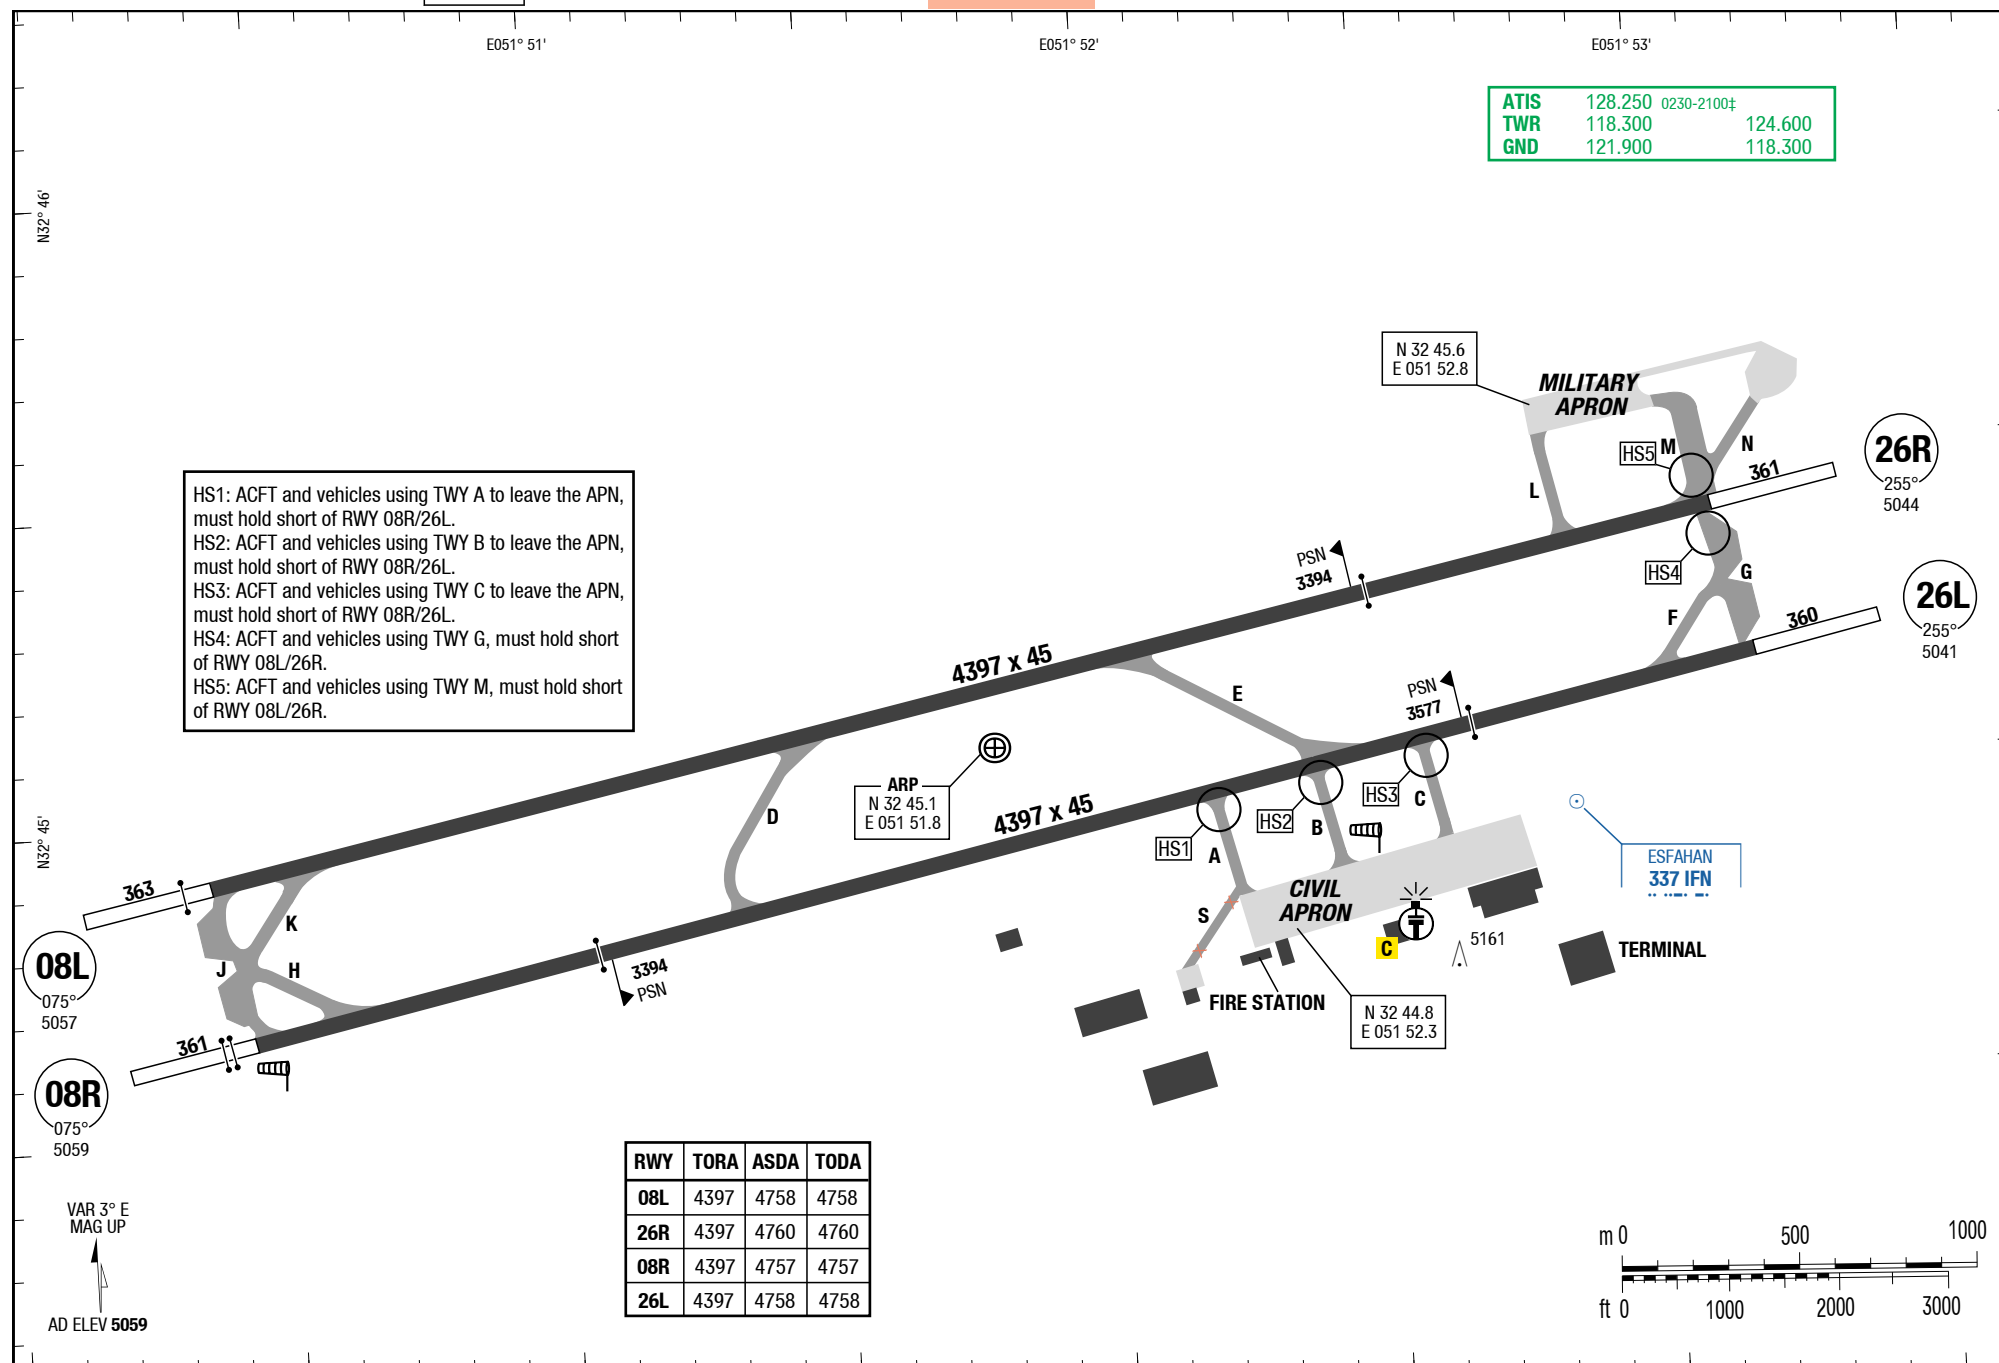 E051° 51'
E051° 52'
E051° 53'
ATIS 128.250 0230-2100‡
TWR 118.300 124.600
GND 121.900 118.300
N32° 46'
N 32 45.6
E 051 52.8
MILITARY
APRON
HS5
M
N
361
26R
255°
5044
L
HS1: ACFT and vehicles using TWY A to leave the APN,
must hold short of RWY 08R/26L.
HS2: ACFT and vehicles using TWY B to leave the APN,
must hold short of RWY 08R/26L.
HS3: ACFT and vehicles using TWY C to leave the APN,
must hold short of RWY 08R/26L.
HS4: ACFT and vehicles using TWY G, must hold short
of RWY 08L/26R.
HS5: ACFT and vehicles using TWY M, must hold short
of RWY 08L/26R.
PSN
3394
HS4
G
F
360
26L
255°
5041
4397 x 45
E
PSN
3577
ARP
N 32 45.1
E 051 51.8
D
4397 x 45
HS1
HS2
HS3
A
B
C
N32° 45'
ESFAHAN
337 IFN
363
K
J
H
08L
075°
5057
3394
PSN
S
CIVIL
APRON
C
5161
TERMINAL
FIRE STATION
N 32 44.8
E 051 52.3
361
08R
075°
5059
RWY TORA ASDA TODA
08L 4397 4758 4758
26R 4397 4760 4760
08R 4397 4757 4757
26L 4397 4758 4758
VAR 3° E
MAG UP
AD ELEV 5059
m 0 500 1000
ft 0 1000 2000 3000